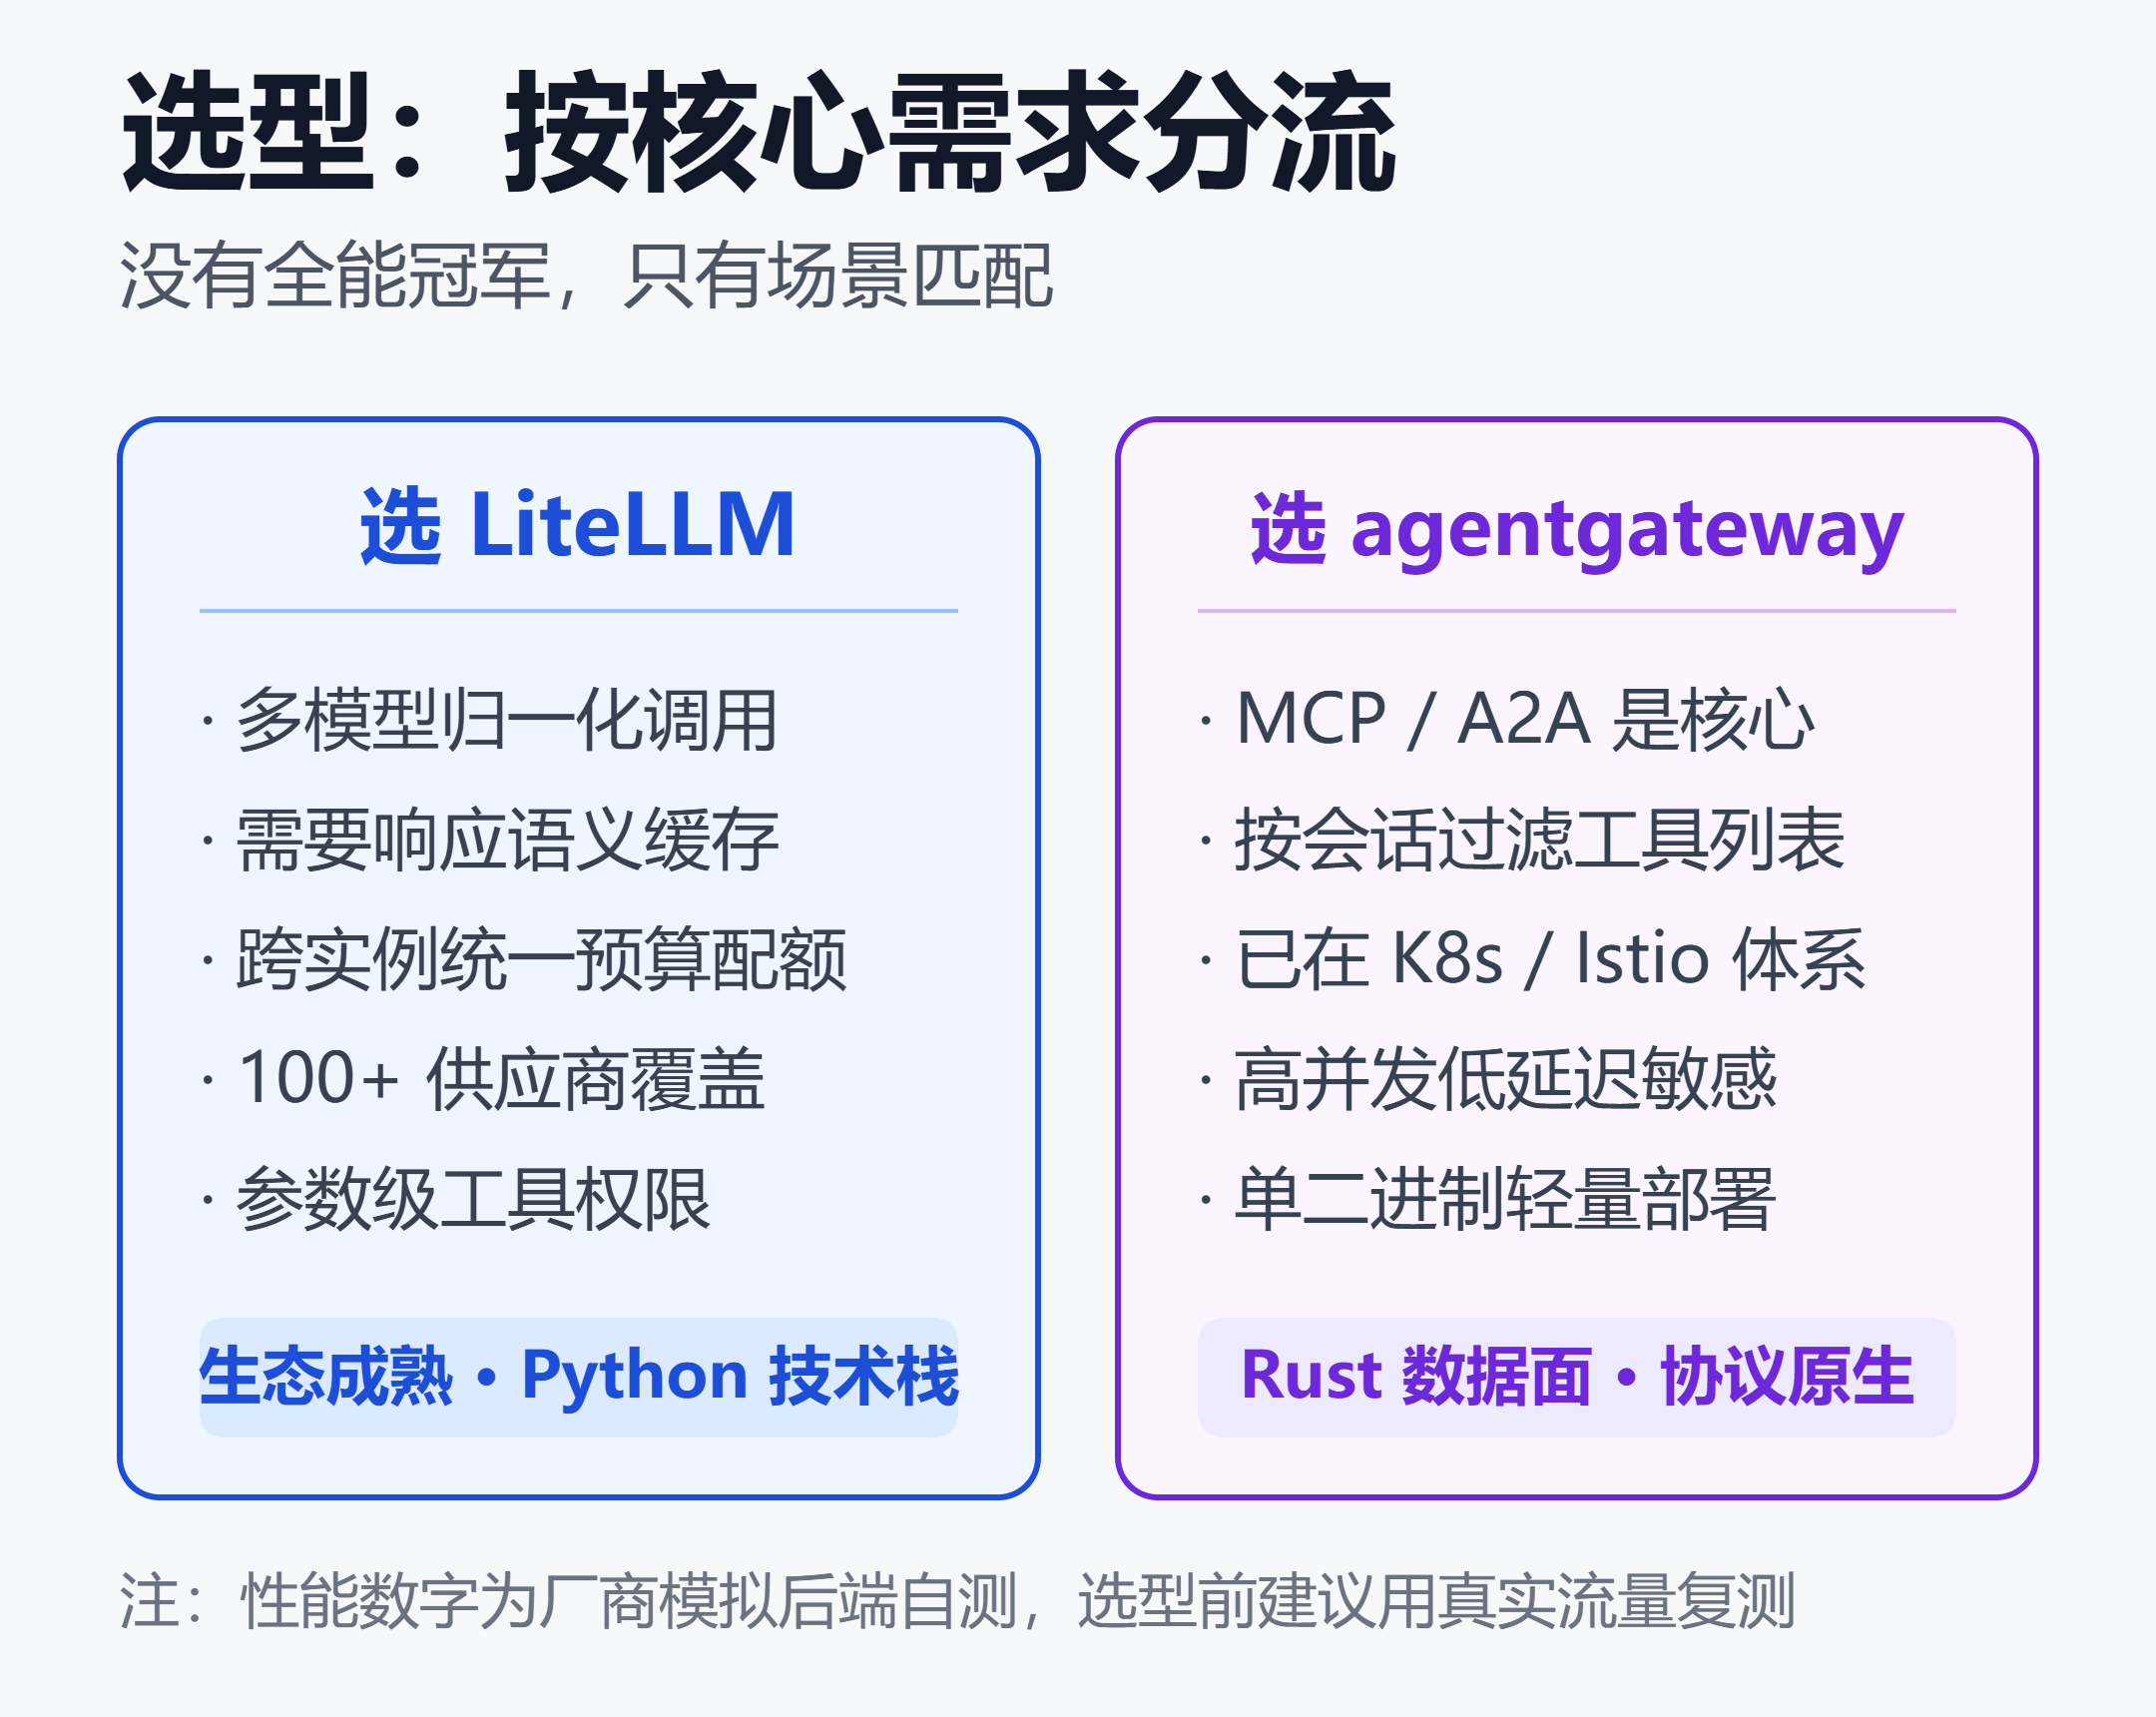 选型：按核心需求分流
没有全能冠军，只有场景匹配
选 LiteLLM
· 多模型归一化调用
· 需要响应语义缓存
· 跨实例统一预算配额
· 100+ 供应商覆盖
· 参数级工具权限
生态成熟・Python 技术栈
选 agentgateway
· MCP / A2A 是核心
· 按会话过滤工具列表
· 已在 K8s / Istio 体系
· 高并发低延迟敏感
· 单二进制轻量部署
Rust 数据面・协议原生
注：性能数字为厂商模拟后端自测，选型前建议用真实流量复测